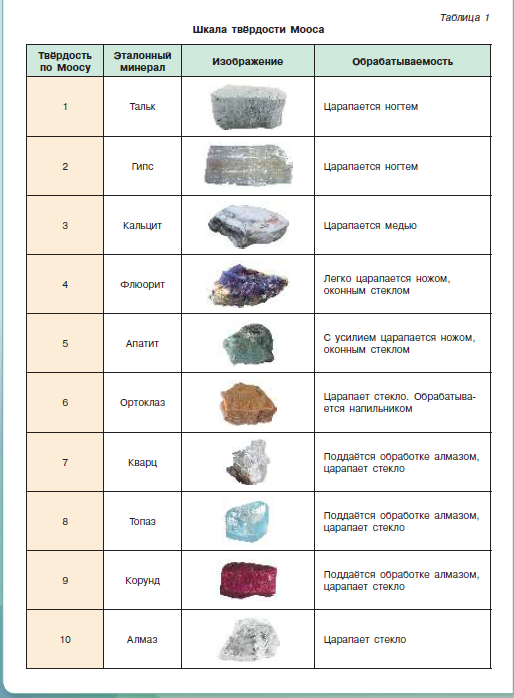 Таблица 1
Шкала твёрдости Мооса
Твёрдость
по Моосу
Эталонный
минерал
Изображение
Обрабатываемость
1
Тальк
Царапается ногтем
2
Гипс
Царапается ногтем
3
Кальцит
Царапается медью
4
Флюорит
Легко царапается ножом,
оконным стеклом
5
Апатит
С усилием царапается ножом,
оконным стеклом
6
Ортоклаз
Царапает стекло. Обрабатыва-
ется напильником
7
Кварц
Поддаётся обработке алмазом,
царапает стекло
8
Топаз
Поддаётся обработке алмазом,
царапает стекло
9
Корунд
Поддаётся обработке алмазом,
царапает стекло
10
Алмаз
Царапает стекло